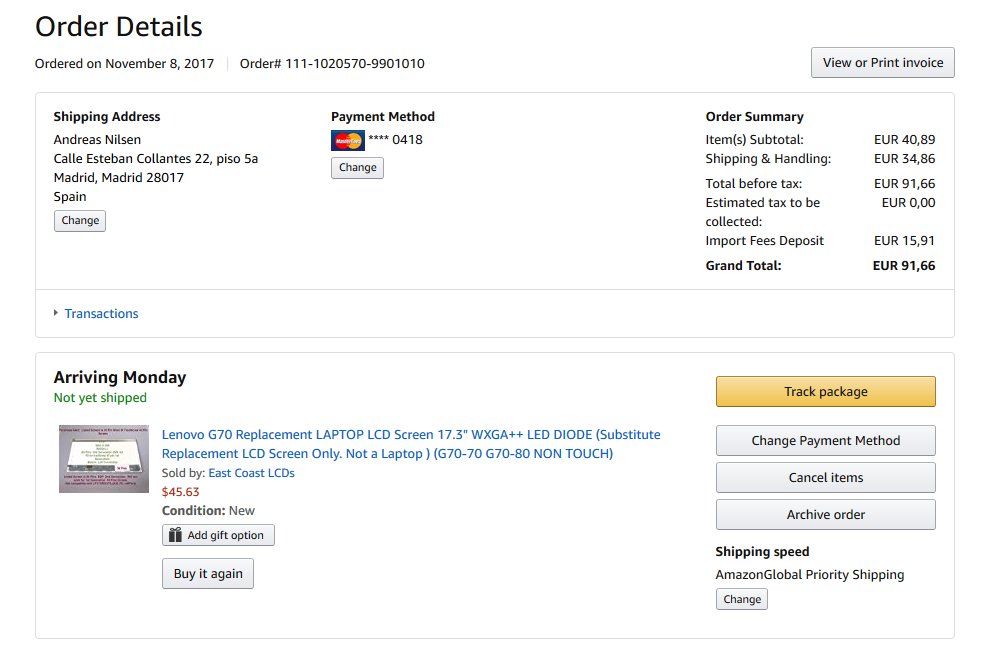 Order Details
Ordered on November 8, 2017 Order# 111-1020570-9901010
View or Print invoice
Shipping Address
Andreas Nilsen
Calle Esteban Collantes 22, piso 5a
Madrid, Madrid 28017
Spain
Change
Payment Method
MasterCard **** 0418
Change
Order Summary
Item(s) Subtotal: EUR 40,89
Shipping & Handling: EUR 34,86
Total before tax: EUR 91,66
Estimated tax to be EUR 0,00
collected:
Import Fees Deposit EUR 15,91
Grand Total: EUR 91,66
Transactions
Arriving Monday
Not yet shipped
Lenovo G70 Replacement LAPTOP LCD Screen 17.3" WXGA++ LED DIODE (Substitute
Replacement LCD Screen Only. Not a Laptop ) (G70-70 G70-80 NON TOUCH)
Sold by: East Coast LCDs
$45.63
Condition: New
Add gift option
Buy it again
Track package
Change Payment Method
Cancel items
Archive order
Shipping speed
AmazonGlobal Priority Shipping
Change